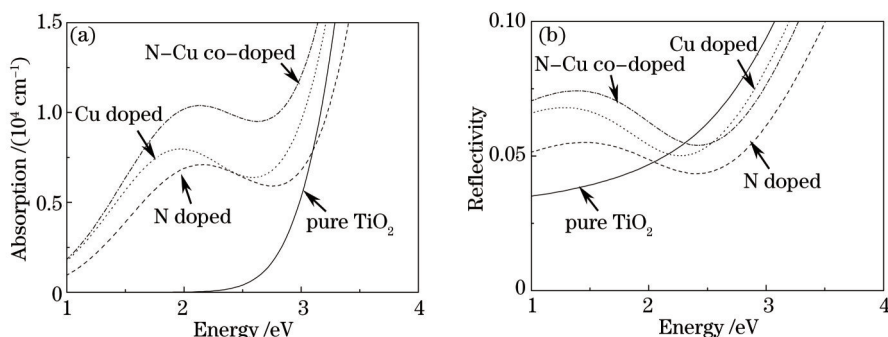 (a)
N–Cu co–doped
Cu doped
N doped
pure TiO₂
Absorption /(10⁴ cm⁻¹)
1.5
1.0
0.5
0
1
2
3
4
Energy /eV
(b)
Cu doped
N–Cu co–doped
N doped
pure TiO₂
Reflectivity
0.10
0.05
0.00
1
2
3
4
Energy /eV